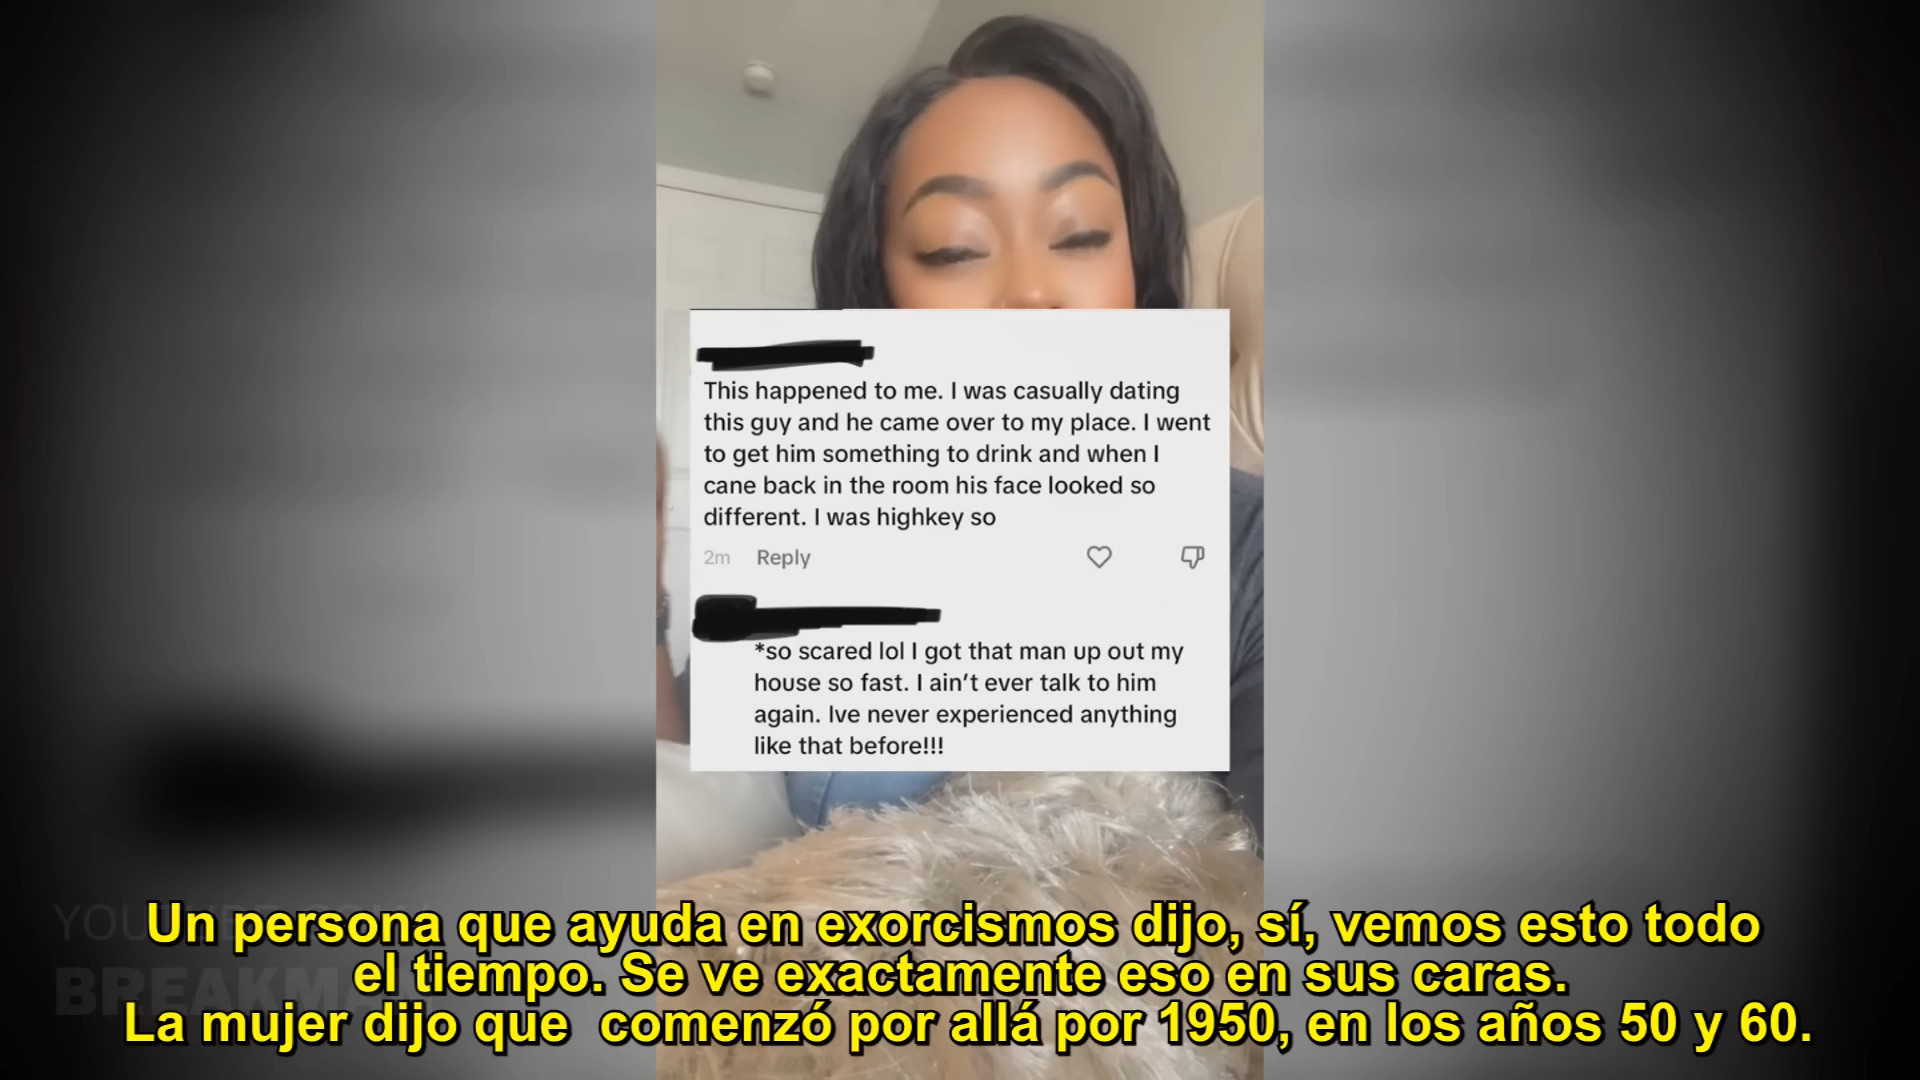 This happened to me. I was casually dating
this guy and he came over to my place. I went
to get him something to drink and when I
cane back in the room his face looked so
different. I was highkey so
2m Reply
*so scared lol I got that man up out my
house so fast. I ain't ever talk to him
again. Ive never experienced anything
like that before!!!
Un persona que ayuda en exorcismos dijo, sí, vemos esto todo
el tiempo. Se ve exactamente eso en sus caras.
La mujer dijo que  comenzó por allá por 1950, en los años 50 y 60.